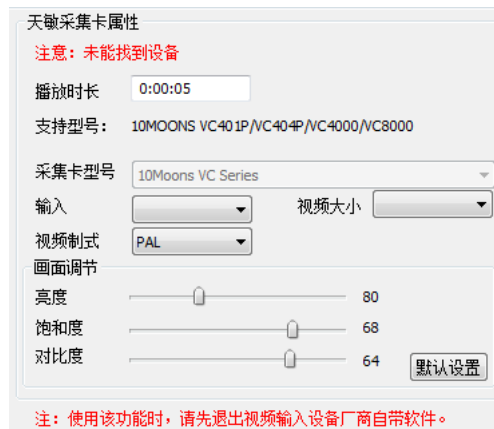 天敏采集卡属性
注意：未能找到设备
播放时长 0:00:05
支持型号： 10MOONS VC401P/VC404P/VC4000/VC8000
采集卡型号 10Moons VC Series
输入 视频大小
视频制式 PAL
画面调节
亮度 80
饱和度 68
对比度 64 默认设置
注：使用该功能时，请先退出视频输入设备厂商自带软件。